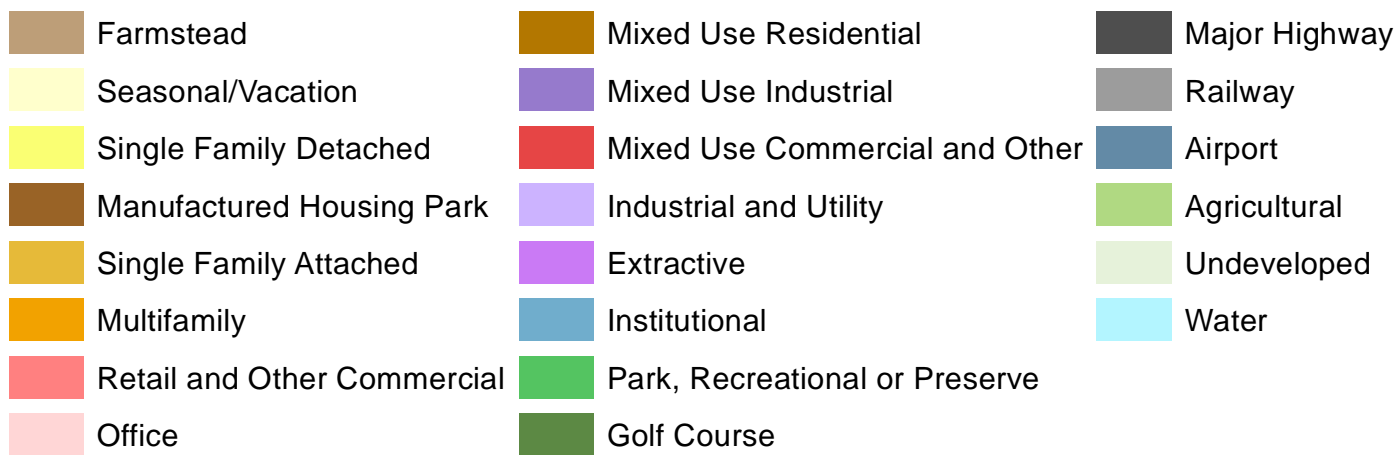 Farmstead
Seasonal/Vacation
Single Family Detached
Manufactured Housing Park
Single Family Attached
Multifamily
Retail and Other Commercial
Office
Mixed Use Residential
Mixed Use Industrial
Mixed Use Commercial and Other
Industrial and Utility
Extractive
Institutional
Park, Recreational or Preserve
Golf Course
Major Highway
Railway
Airport
Agricultural
Undeveloped
Water